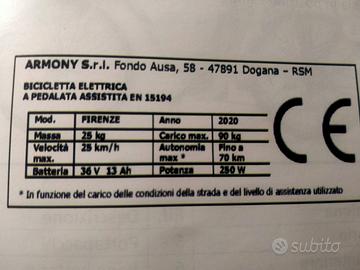 ARMONY S.r.l. Fondo Ausa, 58 - 47891 Dogana – RSM
BICICLETTA ELETTRICA
A PEDALATA ASSISTITA EN 15194
Mod. FIRENZE Anno 2020
Massa 25 kg Carico max. 90 kg
Velocità max. 25 km/h Autonomia max * Fino a 70 km
Batteria 36 V 13 Ah Potenza 250 W
CE
* In funzione del carico delle condizioni della strada e del livello di assistenza utilizzato
subito